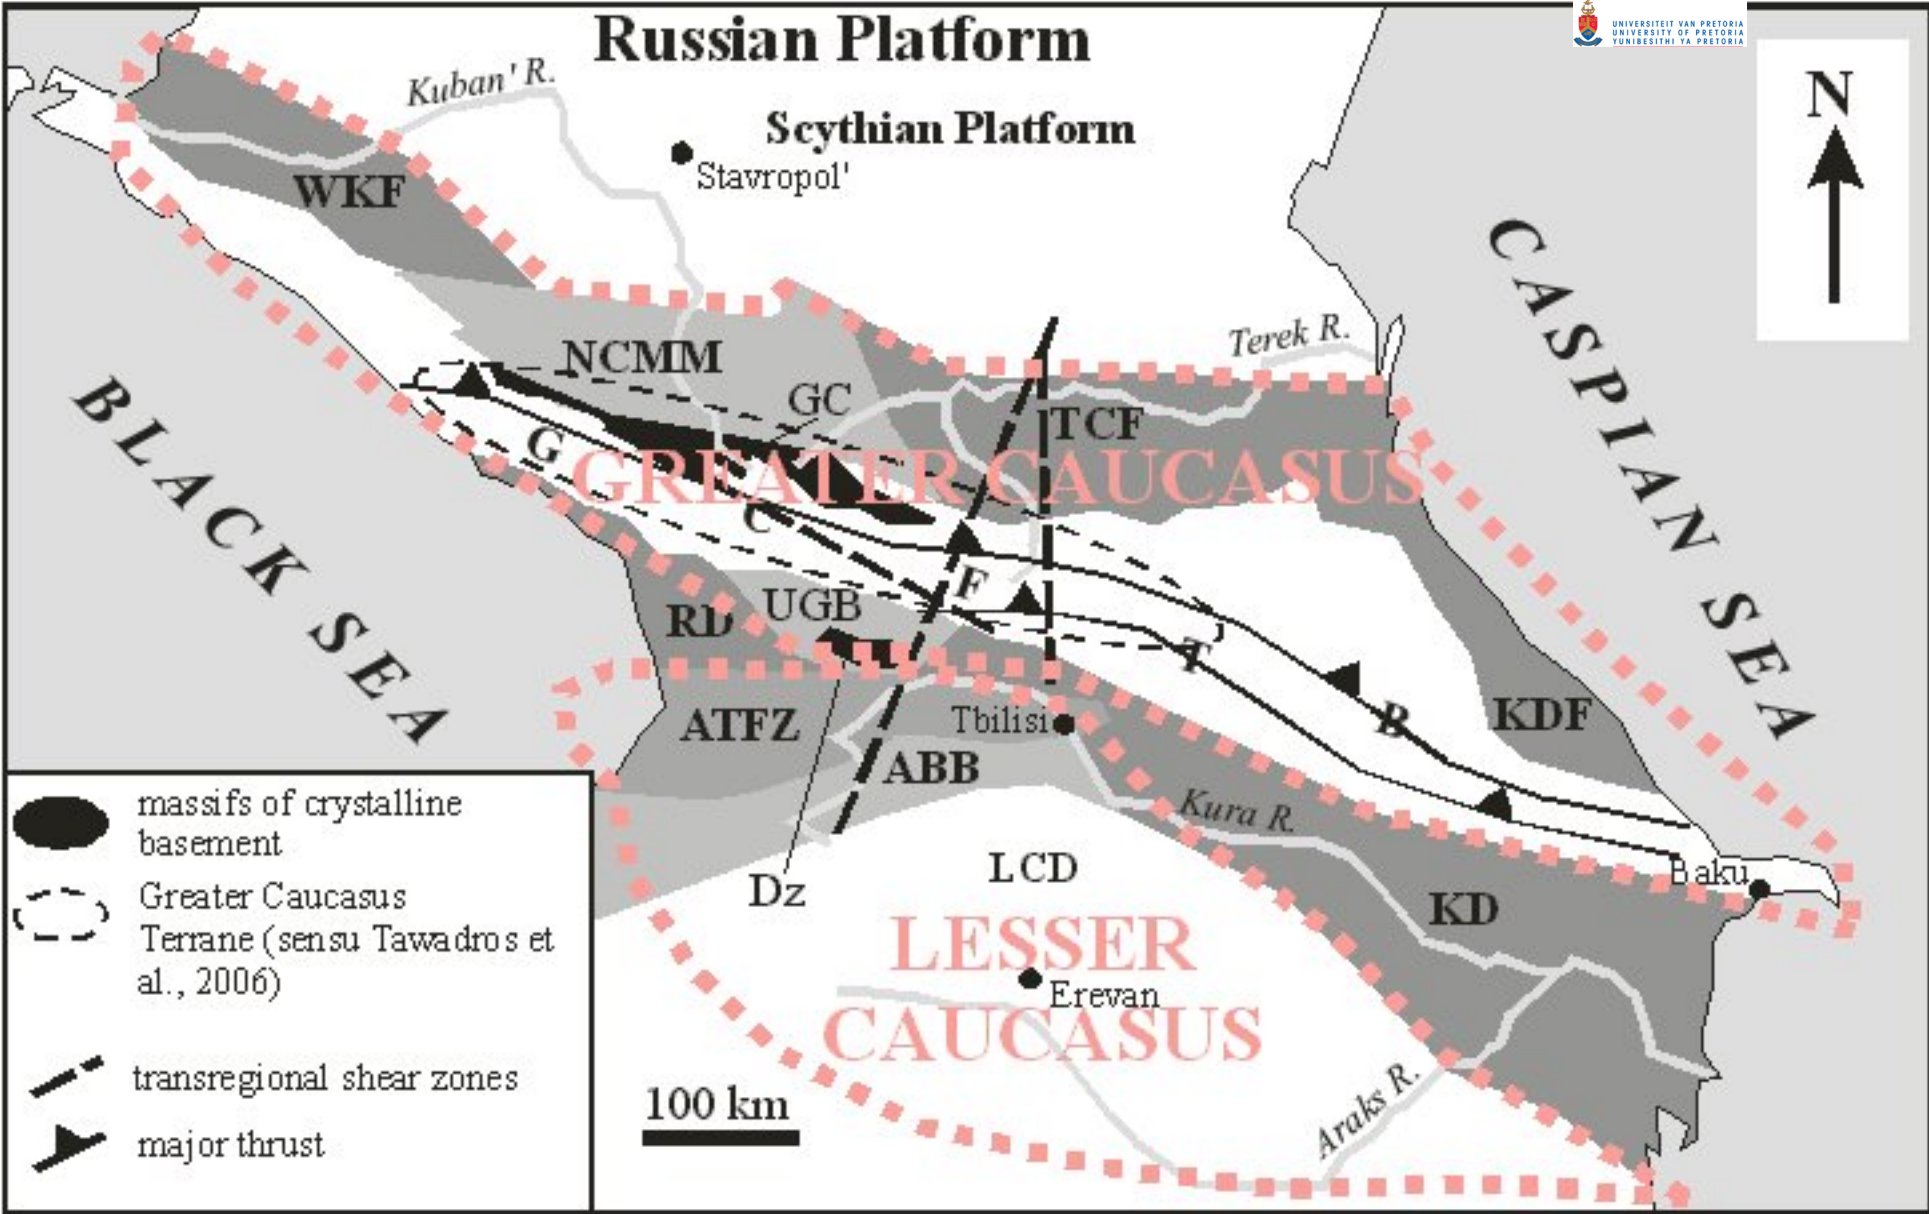 UNIVERSITEIT VAN PRETORIA
UNIVERSITY OF PRETORIA
YUNIBESITHI YA PRETORIA
Russian Platform
N
Kuban' R.
Scythian Platform
Stavropol'
WKF
CASPIAN SEA
Terek R.
NCMM
GC
TCF
BLACK SEA
G
GREATER CAUCASUS
C
F
UGB
RD
T
B
KDF
ATFZ
Tbilisi
ABB
Kura R.
LCD
Dz
Baku
KD
LESSER
Erevan
CAUCASUS
Araks R.
100 km
massifs of crystalline
basement
Greater Caucasus
Terrane (sensu Tawadros et
al., 2006)
transregional shear zones
major thrust